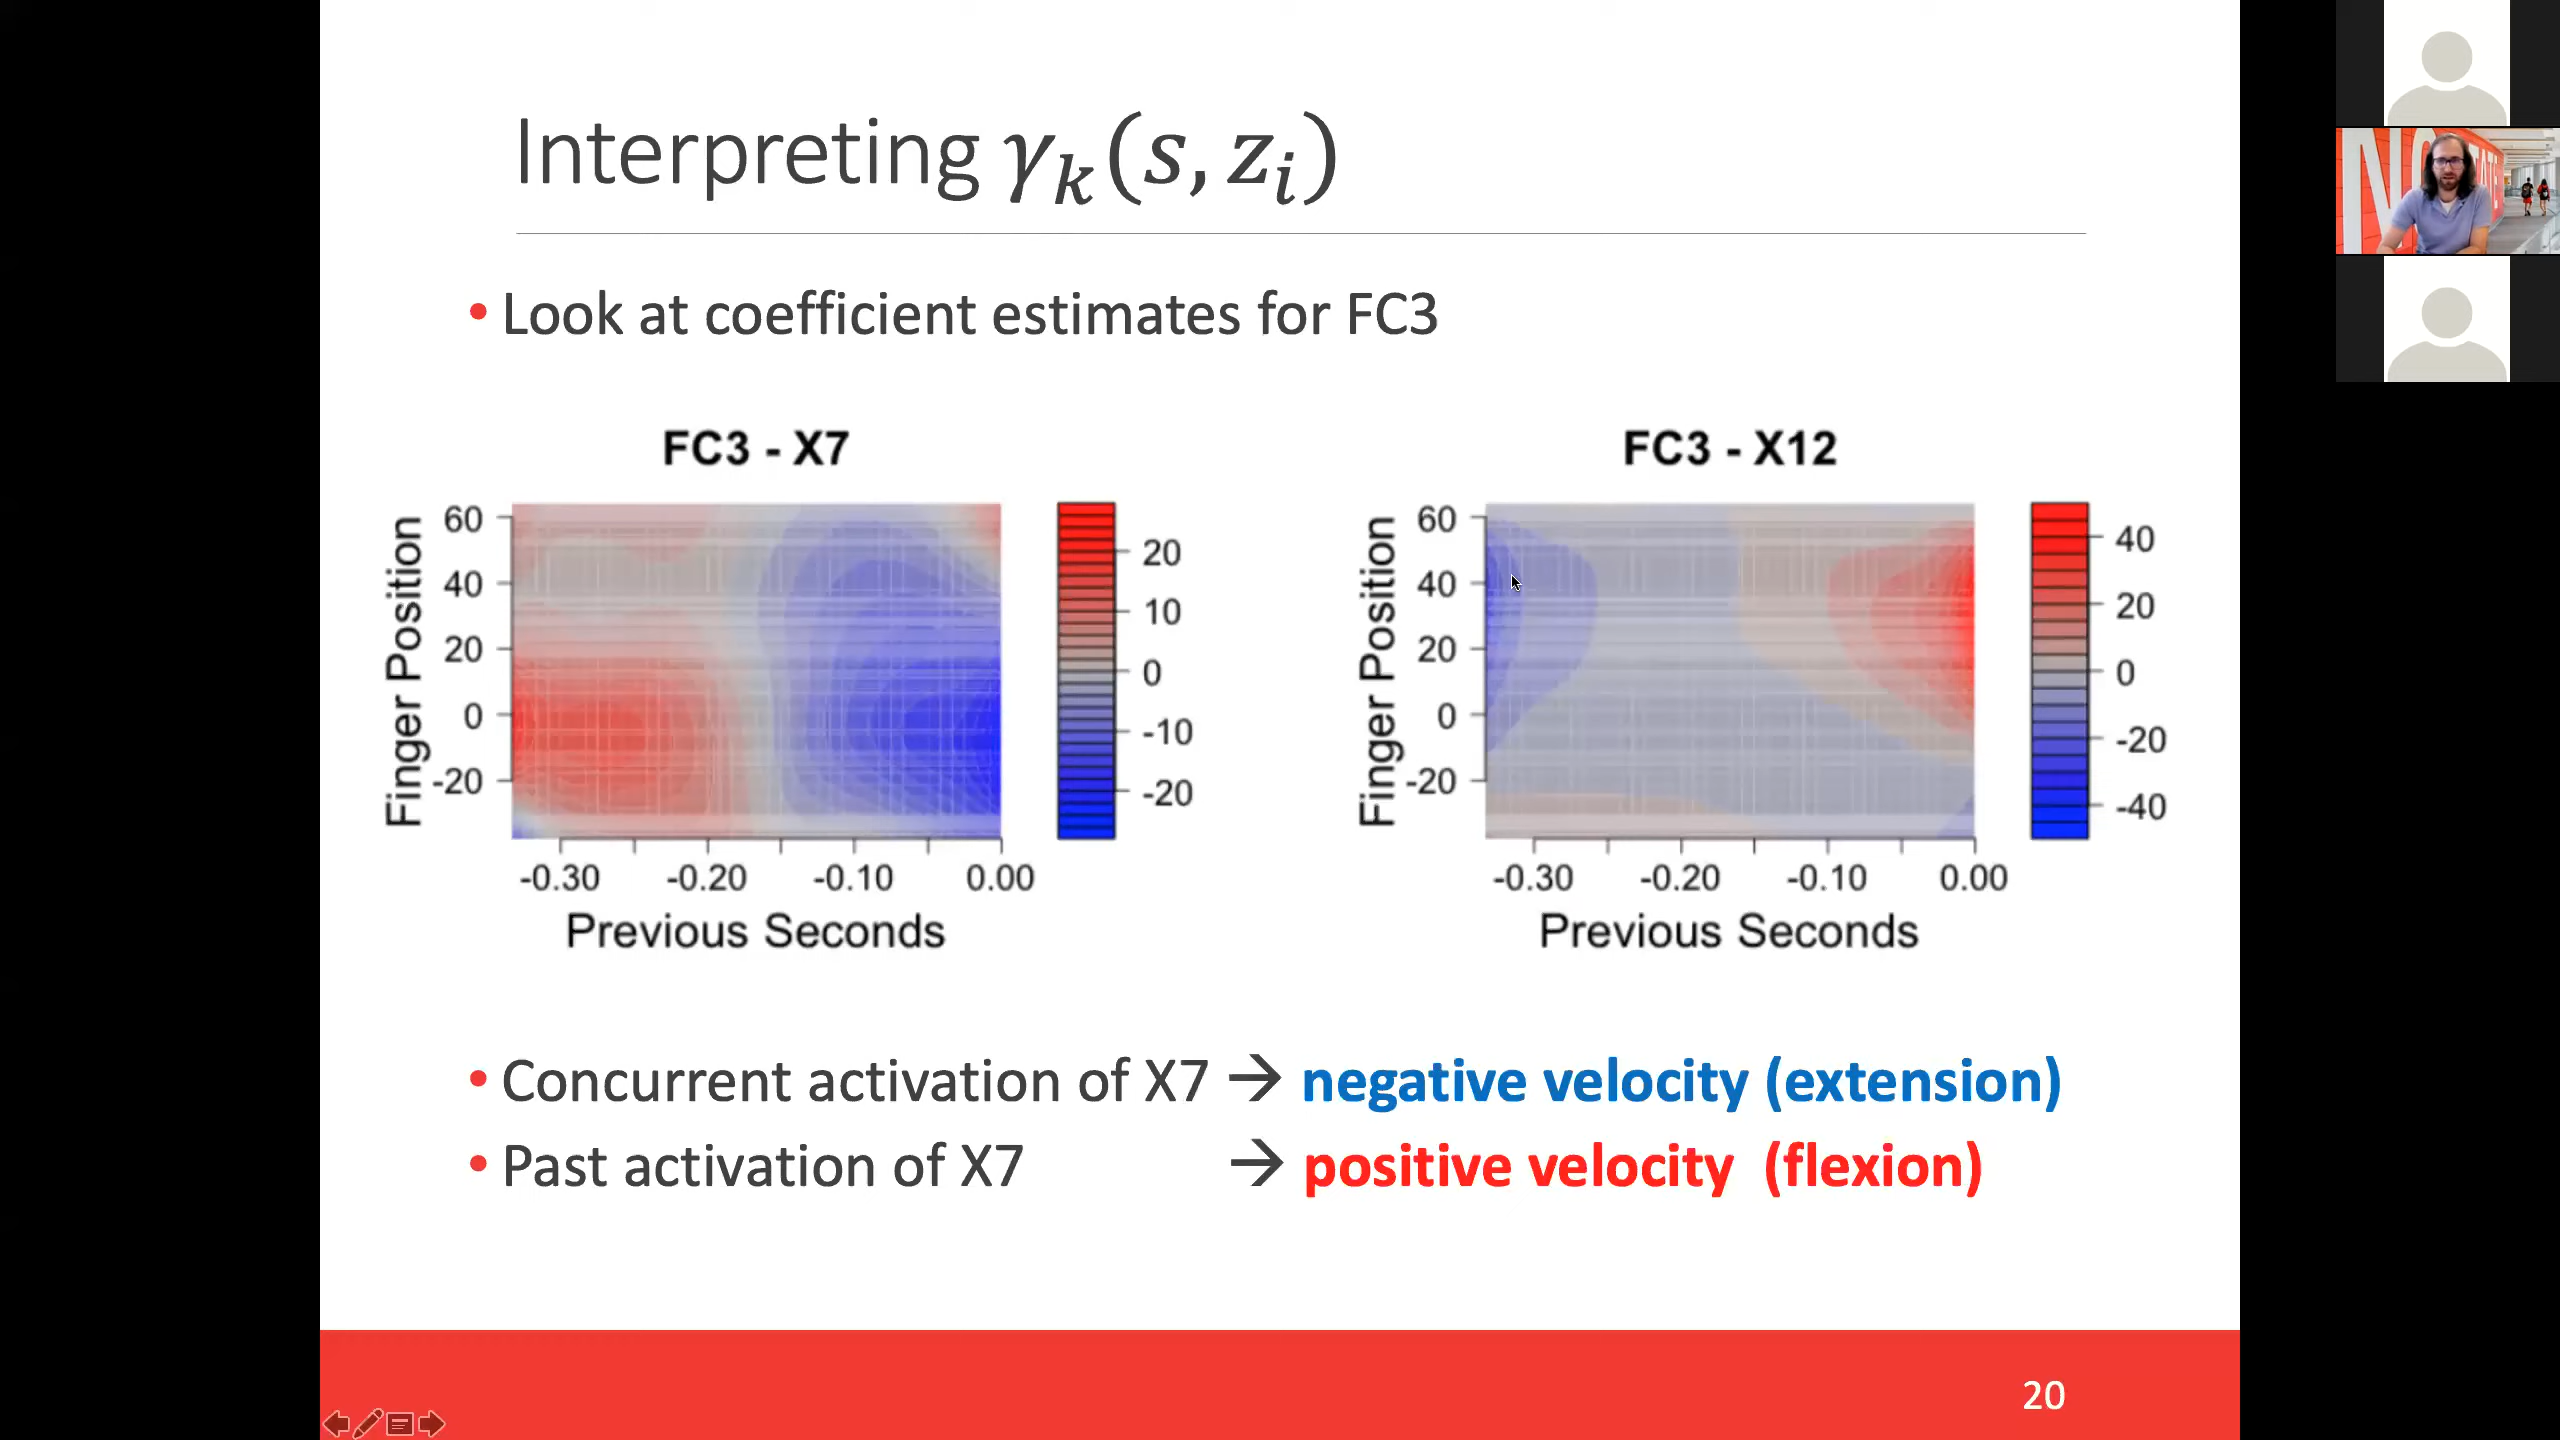 Interpreting γₖ(s, zᵢ)
• Look at coefficient estimates for FC3
FC3 - X7
Finger Position
60
40
20
0
-20
-0.30 -0.20 -0.10 0.00
Previous Seconds
20
10
0
-10
-20
FC3 - X12
Finger Position
60
40
20
0
-20
-0.30 -0.20 -0.10 0.00
Previous Seconds
40
20
0
-20
-40
• Concurrent activation of X7 → negative velocity (extension)
• Past activation of X7 → positive velocity (flexion)
20